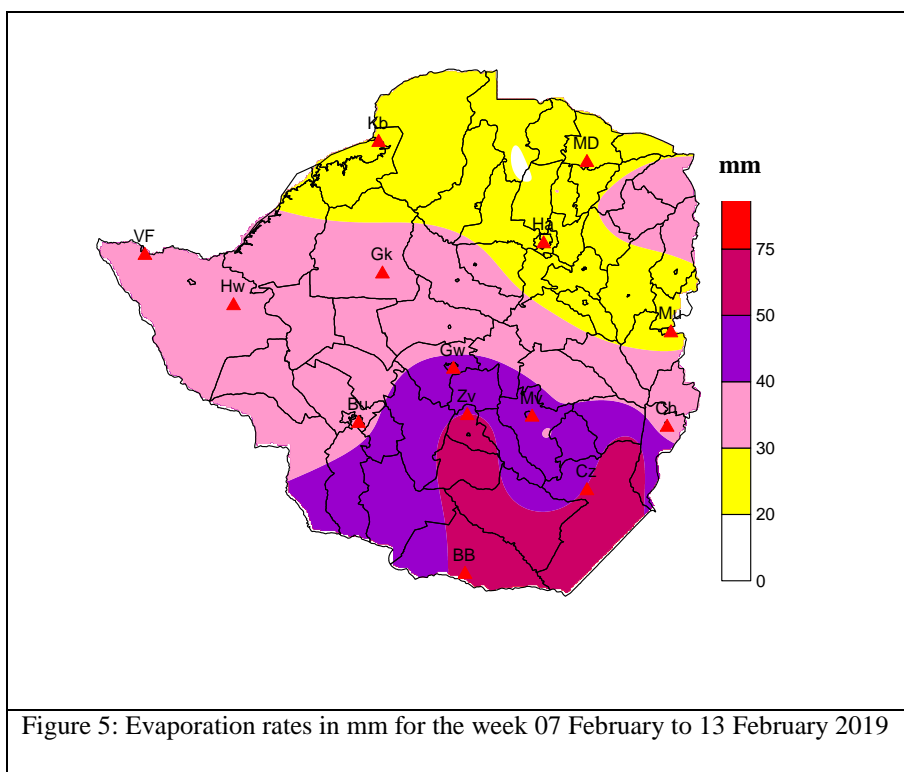 Kb
MD
mm
VF
Ha
Gk
Hw
75
Mu
50
Gw
40
Bu
Zv
Mv
Ch
30
Cz
20
BB
0
Figure 5: Evaporation rates in mm for the week 07 February to 13 February 2019